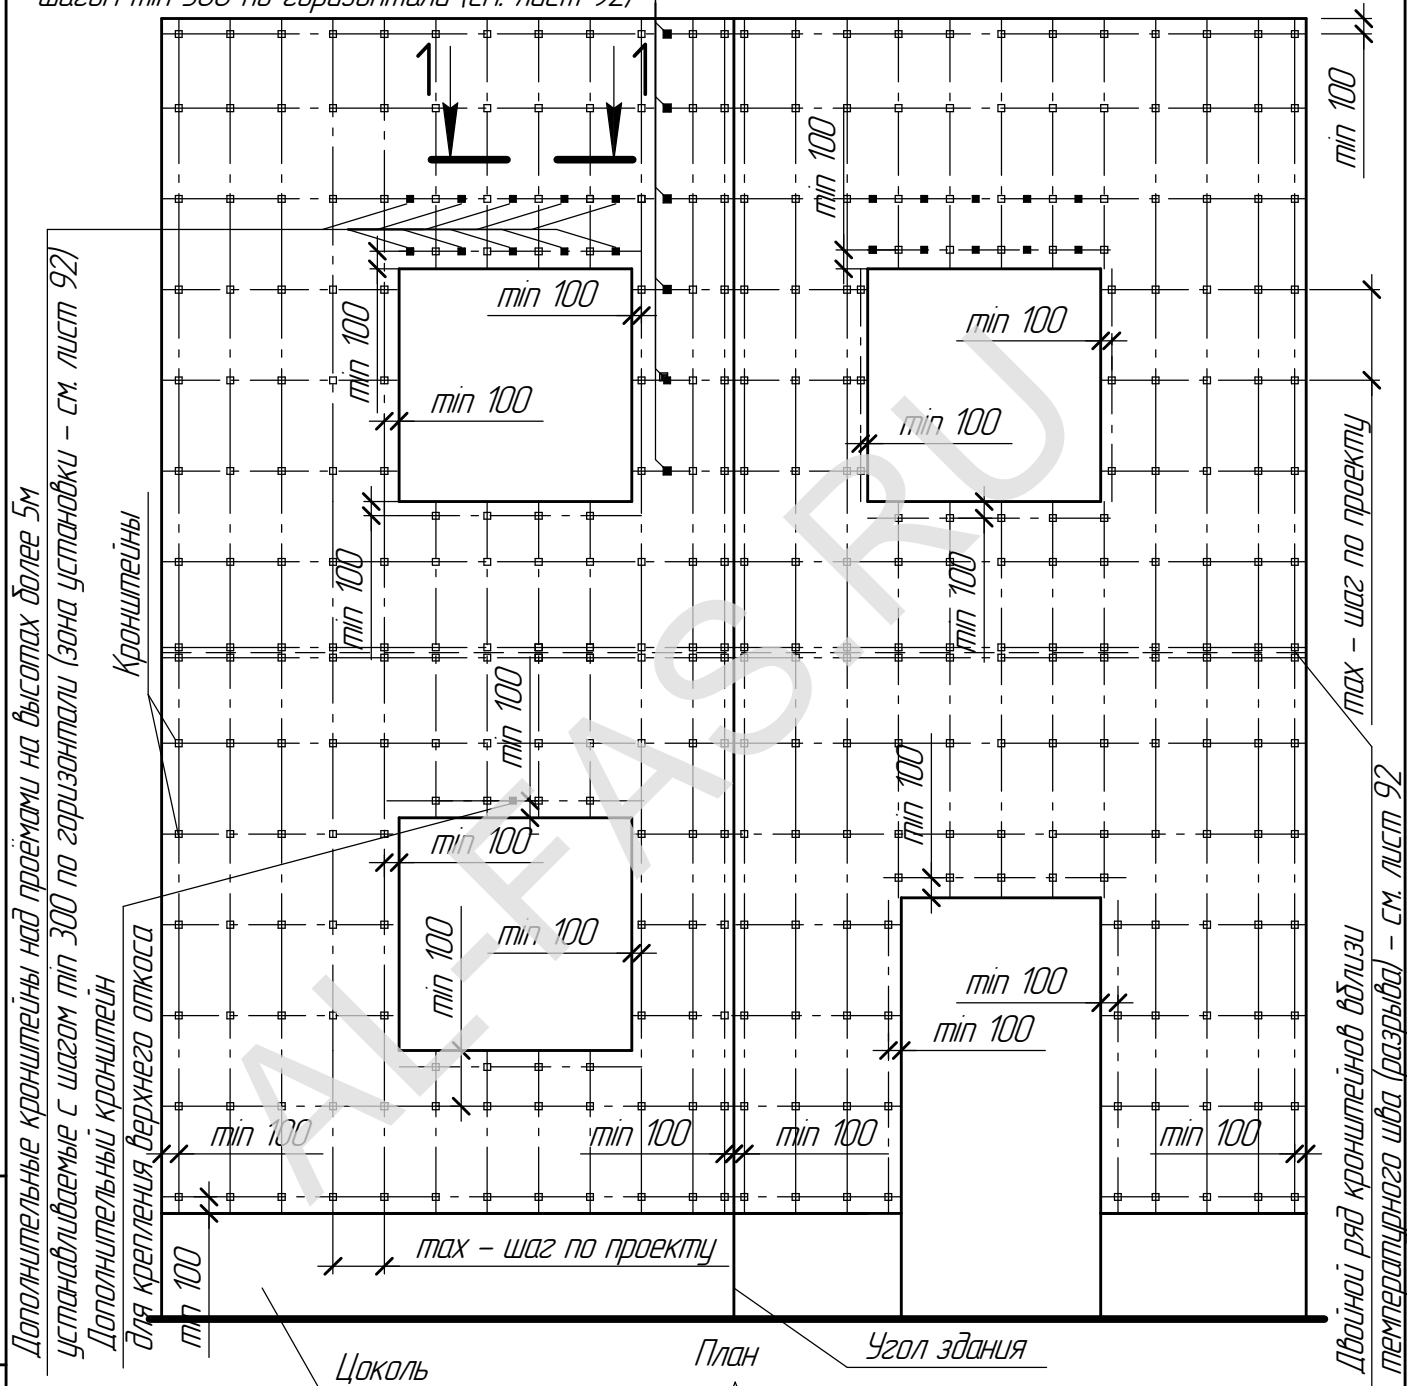 шагом min 300 по горизонтали (см. лист 92)
1
1
min 100
min 100
min 100
min 100
min 100
min 100
min 100
min 100
min 100
min 100
max – шаг по проекту
Кронштейны
Дополнительные кронштейны над проёмами на высотах более 5м
устанавливаемые с шагом min 300 по горизонтали (зона установки – см. лист 92)
Дополнительный кронштейн
для крепления верхнего откоса
min 100
min 100
min 100
min 100
min 100
min 100
min 100
min 100
min 100
min 100
min 100
min 100
max – шаг по проекту
Двойной ряд кронштейнов вблизи
температурного шва (разрыва) – см. лист 92
Цоколь
План
Угол здания
AL-FAS.RU